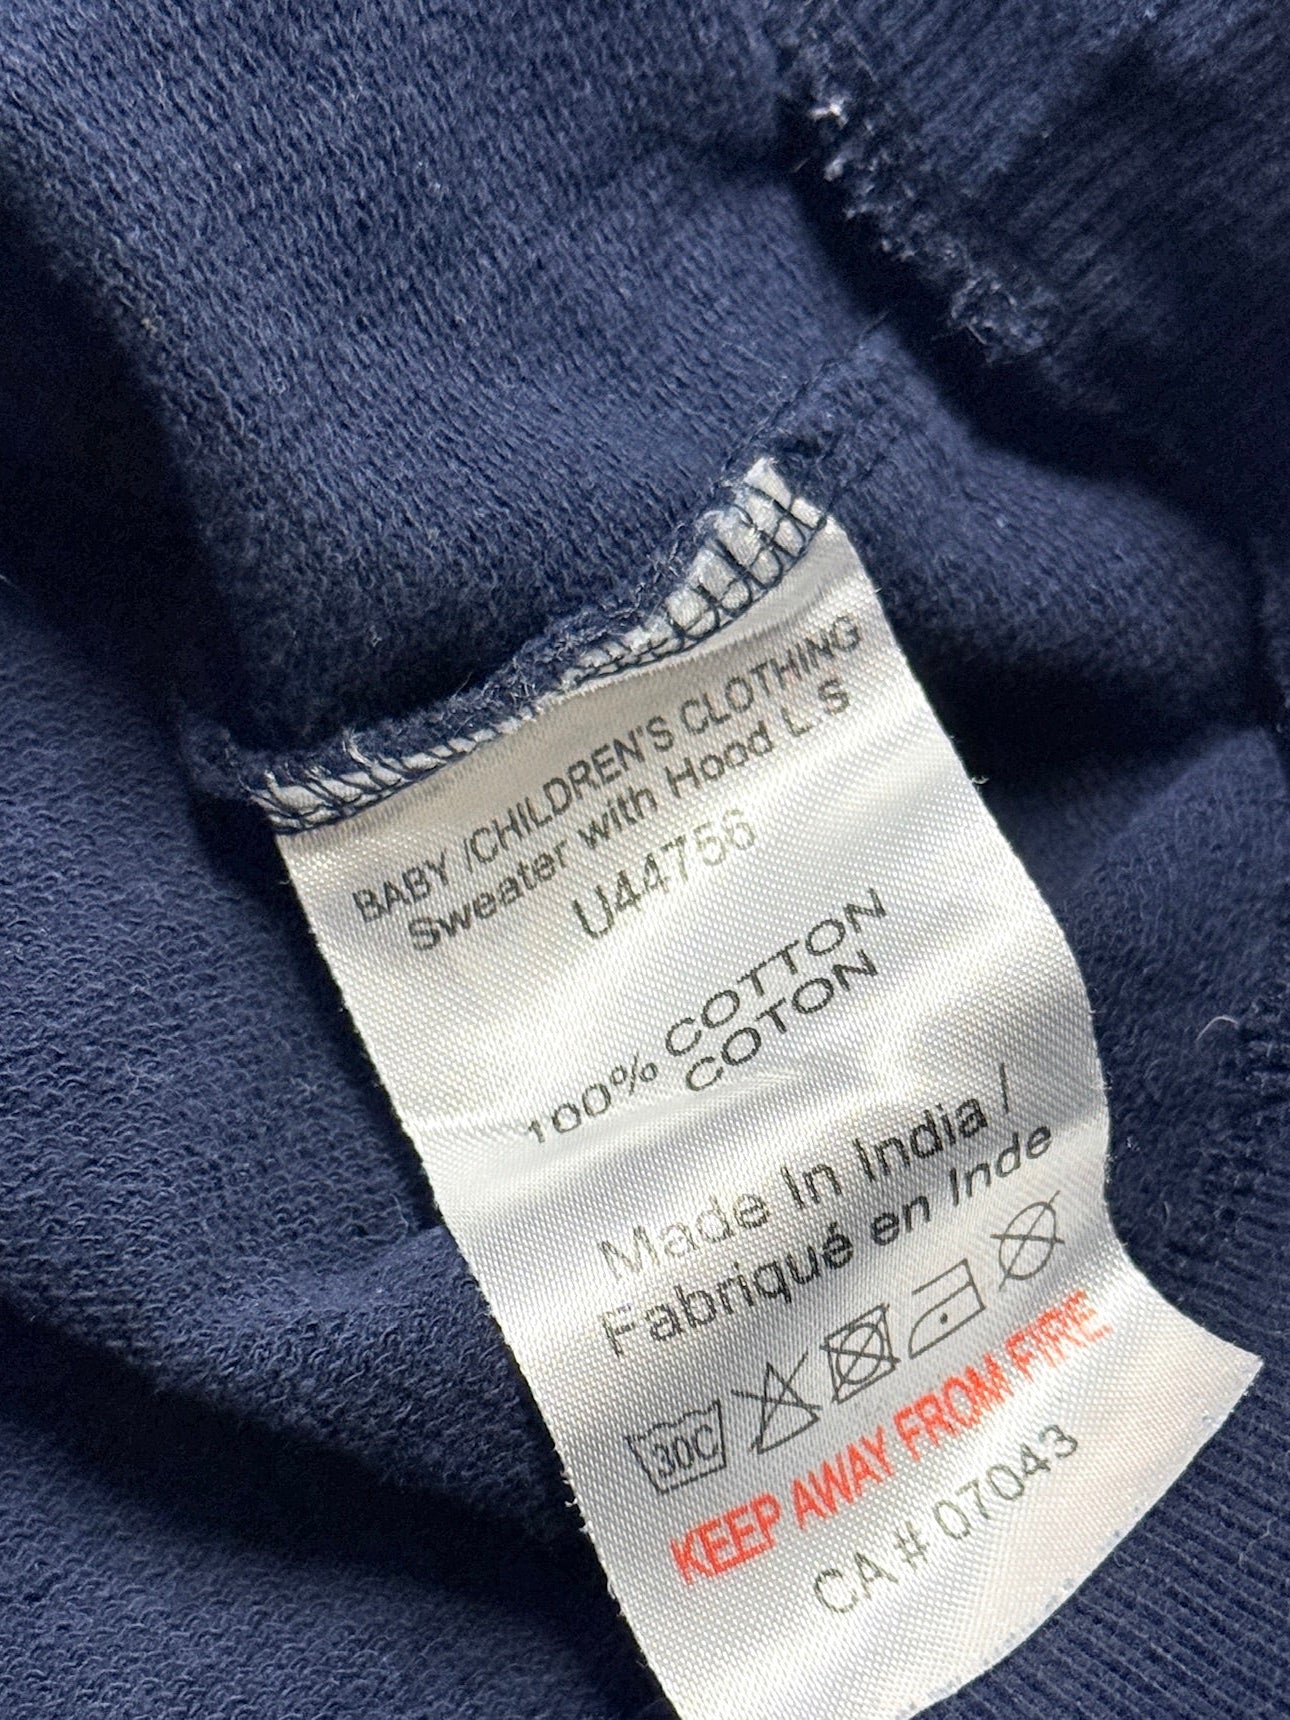 BABY /CHILDREN'S CLOTHING
Sweater with Hood L.S
U44756
100% COTTON
COTON
Made In India /
Fabriqué en Inde
30C
KEEP AWAY FROM FIRE
CA # 07043